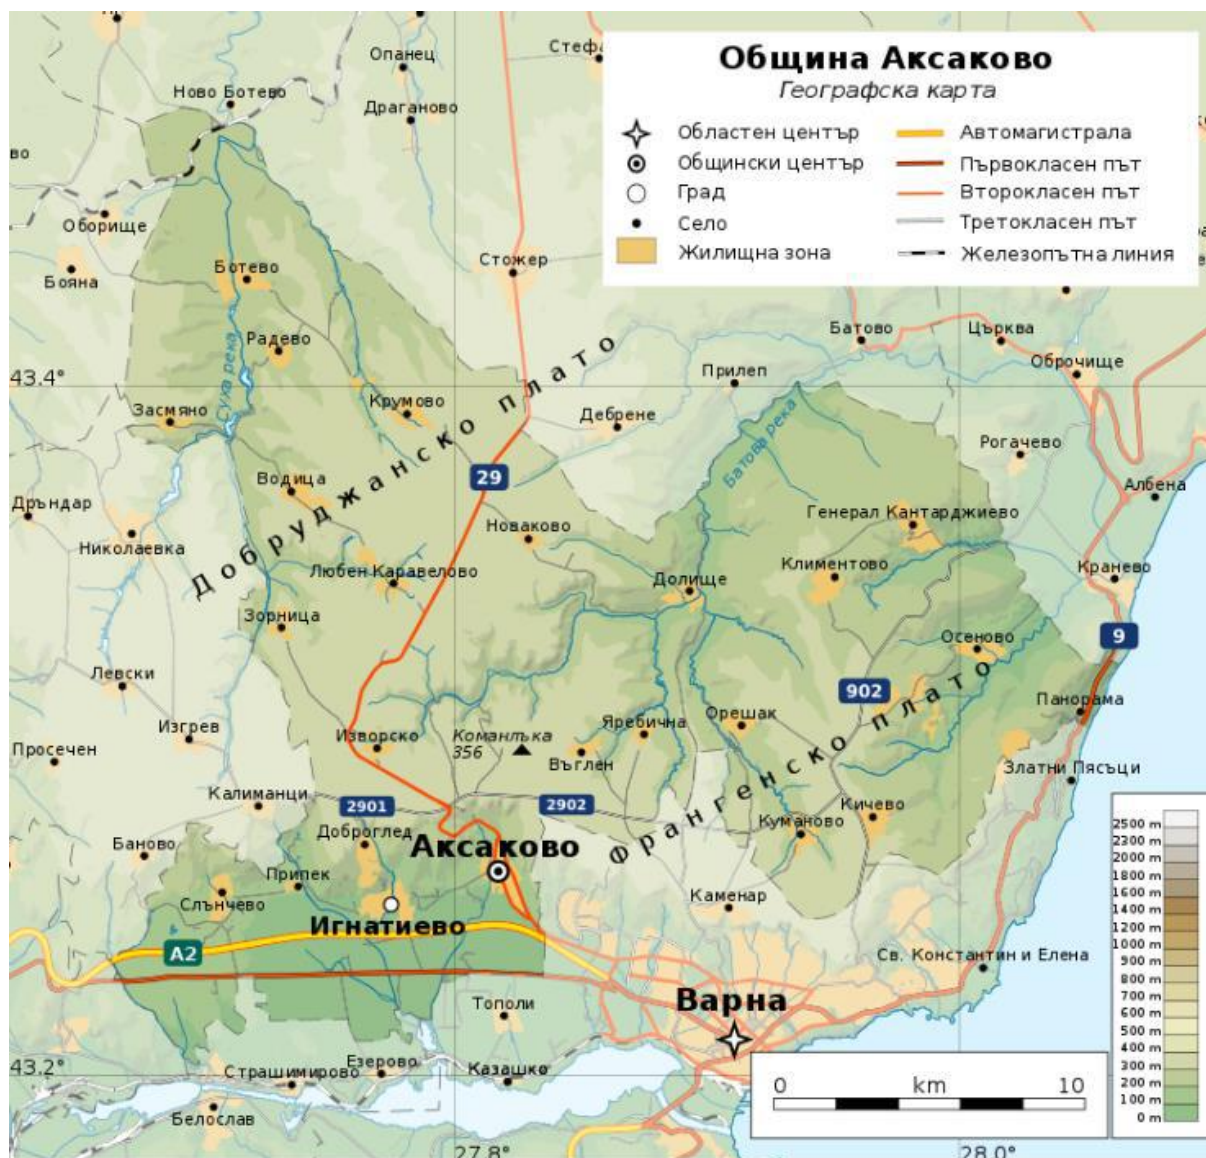 Община Аксаково
Географска карта
Областен център
Общински център
Град
Село
Жилищна зона
Автомагистрала
Първокласен път
Второкласен път
Третокласен път
Железопътна линия
Опанец
Ново Ботево
Драганово
Оборище
Бояна
Ботево
Стожер
Радево
Суха река
Батово
Църква
Оброчище
43.4°
Прилеп
Засмяно
Крумово
Дебрене
Батова река
Рогачево
Добруджанско плато
29
Водица
Албена
Дръндар
Николаевка
Новаково
Генерал Кантарджиево
Любен Каравелово
Долище
Климентово
Кранево
Зорница
Осеново
9
Левски
902
Панорама
Изгрев
Яребична
Орешак
Просечен
Изворско
Команлъка
356
Въглен
Франгенско плато
Златни Пясъци
Калиманци
2901
2902
Кичево
Доброглед
Куманово
Баново
Аксаково
Припек
Слънчево
Каменар
Игнатиево
A2
Св. Константин и Елена
Варна
Тополи
43.2°
Страшимирово
Езерово
Казашко
Белослав
2500 m
2300 m
2000 m
1800 m
1600 m
1400 m
1200 m
1000 m
900 m
800 m
700 m
600 m
500 m
400 m
300 m
200 m
100 m
0 m
0 km 10
27.8°
28.0°